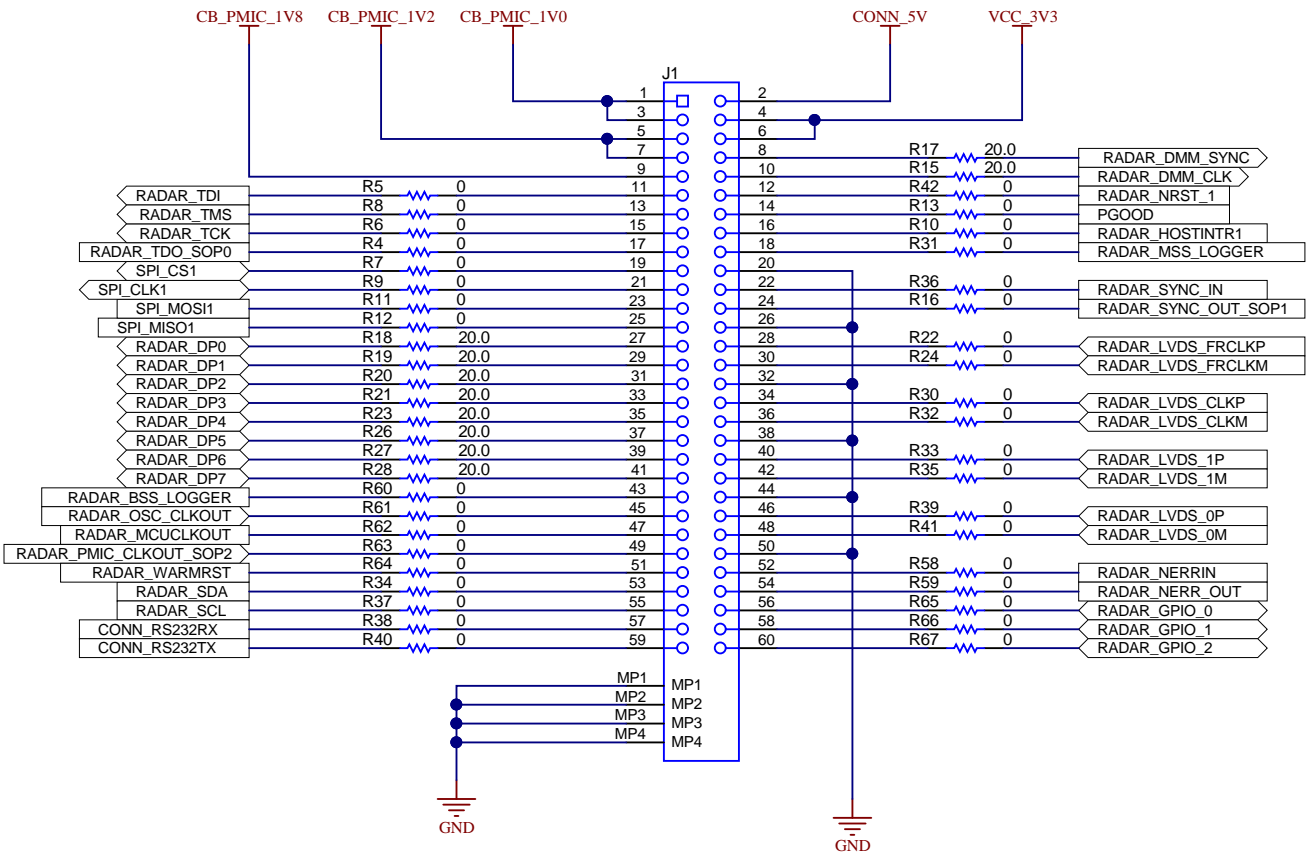 CB_PMIC_1V8 CB_PMIC_1V2 CB_PMIC_1V0 CONN_5V VCC_3V3
J1
1 2
3 4
5 6
7 8 R17 20.0 RADAR_DMM_SYNC
9 10 R15 20.0 RADAR_DMM_CLK
RADAR_TDI R5 0 11 12 R42 0 RADAR_NRST_1
RADAR_TMS R8 0 13 14 R13 0 PGOOD
RADAR_TCK R6 0 15 16 R10 0 RADAR_HOSTINTR1
RADAR_TDO_SOP0 R4 0 17 18 R31 0 RADAR_MSS_LOGGER
SPI_CS1 R7 0 19 20
SPI_CLK1 R9 0 21 22 R36 0 RADAR_SYNC_IN
SPI_MOSI1 R11 0 23 24 R16 0 RADAR_SYNC_OUT_SOP1
SPI_MISO1 R12 0 25 26
RADAR_DP0 R18 20.0 27 28 R22 0 RADAR_LVDS_FRCLKP
RADAR_DP1 R19 20.0 29 30 R24 0 RADAR_LVDS_FRCLKM
RADAR_DP2 R20 20.0 31 32
RADAR_DP3 R21 20.0 33 34 R30 0 RADAR_LVDS_CLKP
RADAR_DP4 R23 20.0 35 36 R32 0 RADAR_LVDS_CLKM
RADAR_DP5 R26 20.0 37 38
RADAR_DP6 R27 20.0 39 40 R33 0 RADAR_LVDS_1P
RADAR_DP7 R28 20.0 41 42 R35 0 RADAR_LVDS_1M
RADAR_BSS_LOGGER R60 0 43 44
RADAR_OSC_CLKOUT R61 0 45 46 R39 0 RADAR_LVDS_0P
RADAR_MCUCLKOUT R62 0 47 48 R41 0 RADAR_LVDS_0M
RADAR_PMIC_CLKOUT_SOP2 R63 0 49 50
RADAR_WARMRST R64 0 51 52 R58 0 RADAR_NERRIN
RADAR_SDA R34 0 53 54 R59 0 RADAR_NERR_OUT
RADAR_SCL R37 0 55 56 R65 0 RADAR_GPIO_0
CONN_RS232RX R38 0 57 58 R66 0 RADAR_GPIO_1
CONN_RS232TX R40 0 59 60 R67 0 RADAR_GPIO_2
MP1 MP1
MP2 MP2
MP3 MP3
MP4 MP4
GND
GND